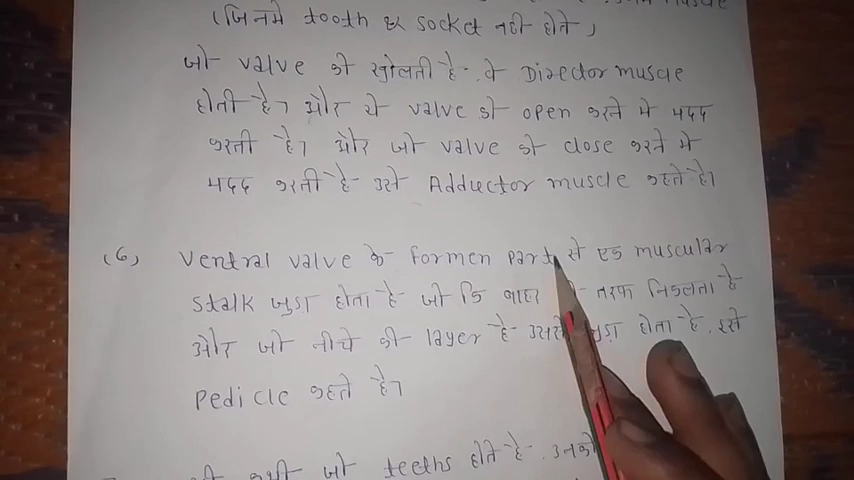 muscle
(जिनमे tooth & socket नही होते)
जो valve को खोलती है वे Director muscle
होती है। और ये valve को open करने मे मदद
करती है। और जो valve को close करने मे
मदद करती है उसे Adductor muscle कहते है।
(6) Ventral valve के formen part से एक muscular
stalk जुडा होता है जो कि बाहर की तरफ निकलता है
और जो नीचे की layer है उससे जुड़ा होता है. इसे
Pedicle कहते है।
जो teeths होते है. उनको